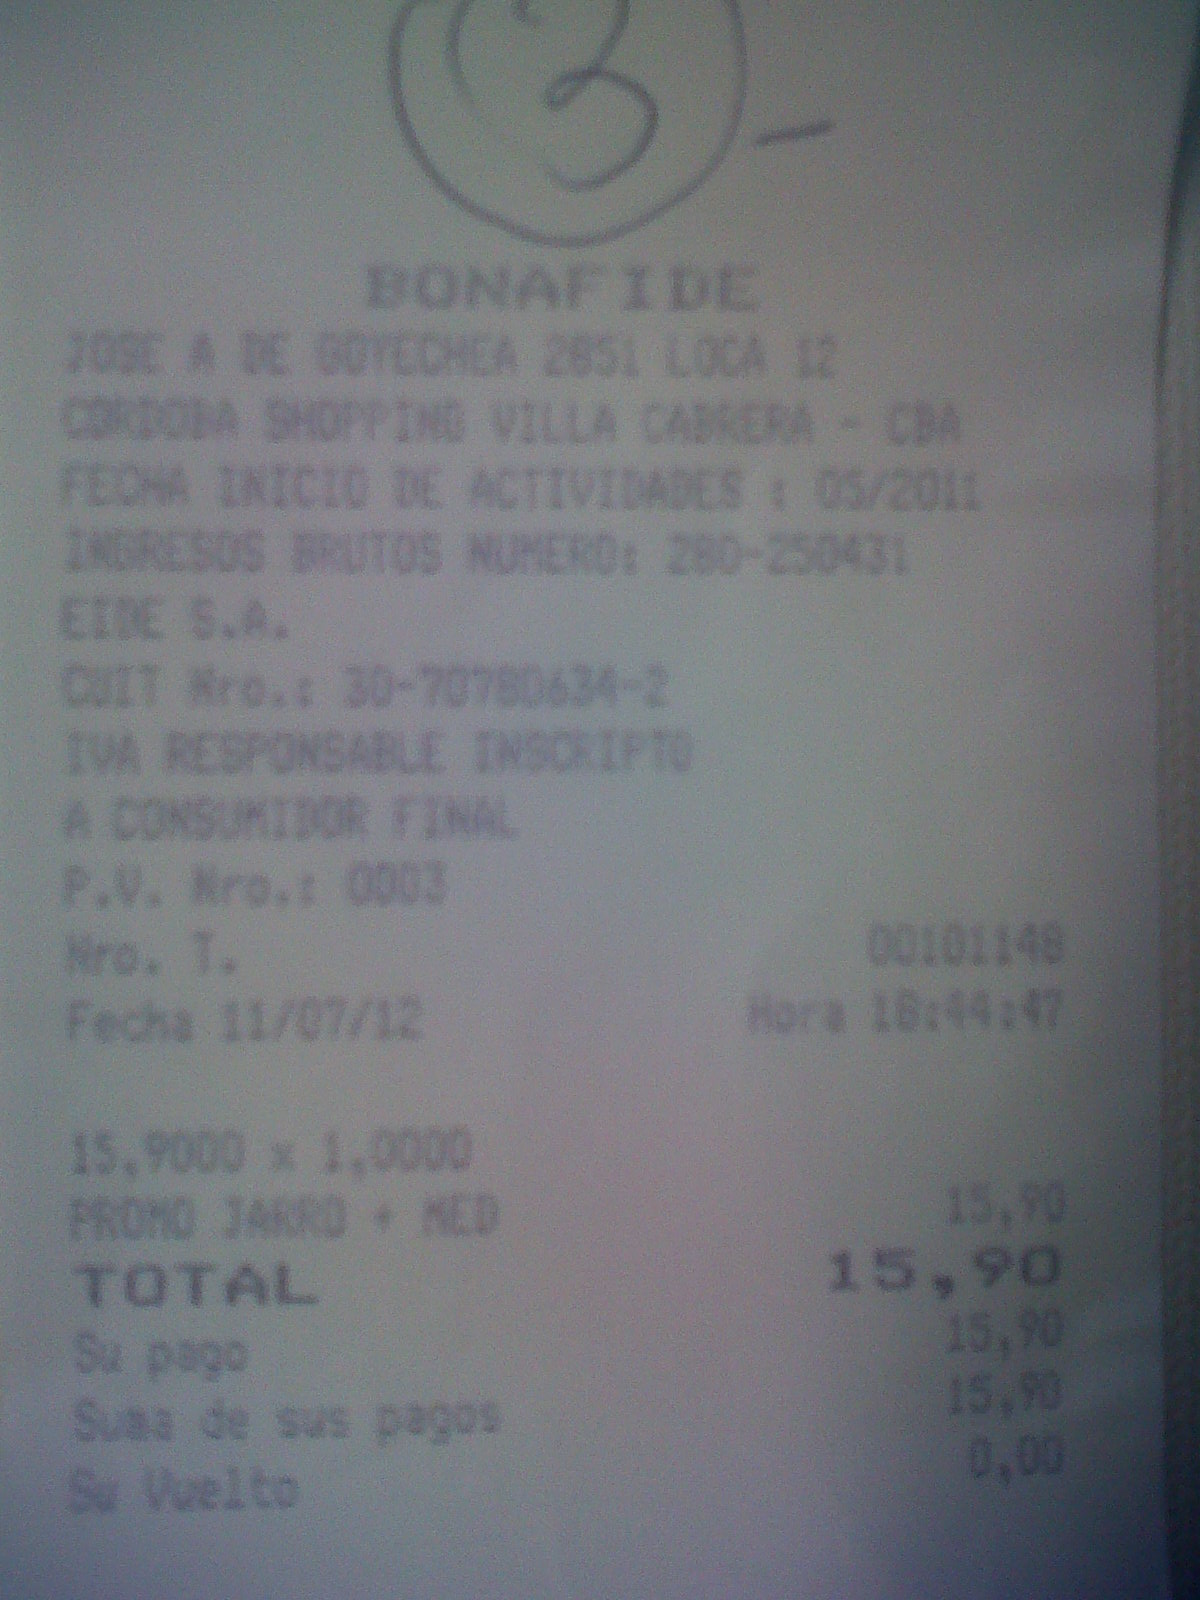 3
BONAFIDE
JOSE A DE GOYECHEA 2851 LOCA 12
CORDOBA SHOPPING VILLA CABRERA - CBA
FECHA INICIO DE ACTIVIDADES : 05/2011
INGRESOS BRUTOS NUMERO: 280-250431
EIDE S.A.
CUIT Nro.: 30-70780634-2
IVA RESPONSABLE INSCRIPTO
A CONSUMIDOR FINAL
P.V. Nro.: 0003
Nro. T. 00101148
Fecha 11/07/12 Hora 18:44:47
15,9000 x 1,0000
PROMO JARRO + MED 15,90
TOTAL 15,90
Su pago 15,90
Suma de sus pagos 15,90
Su Vuelto 0,00